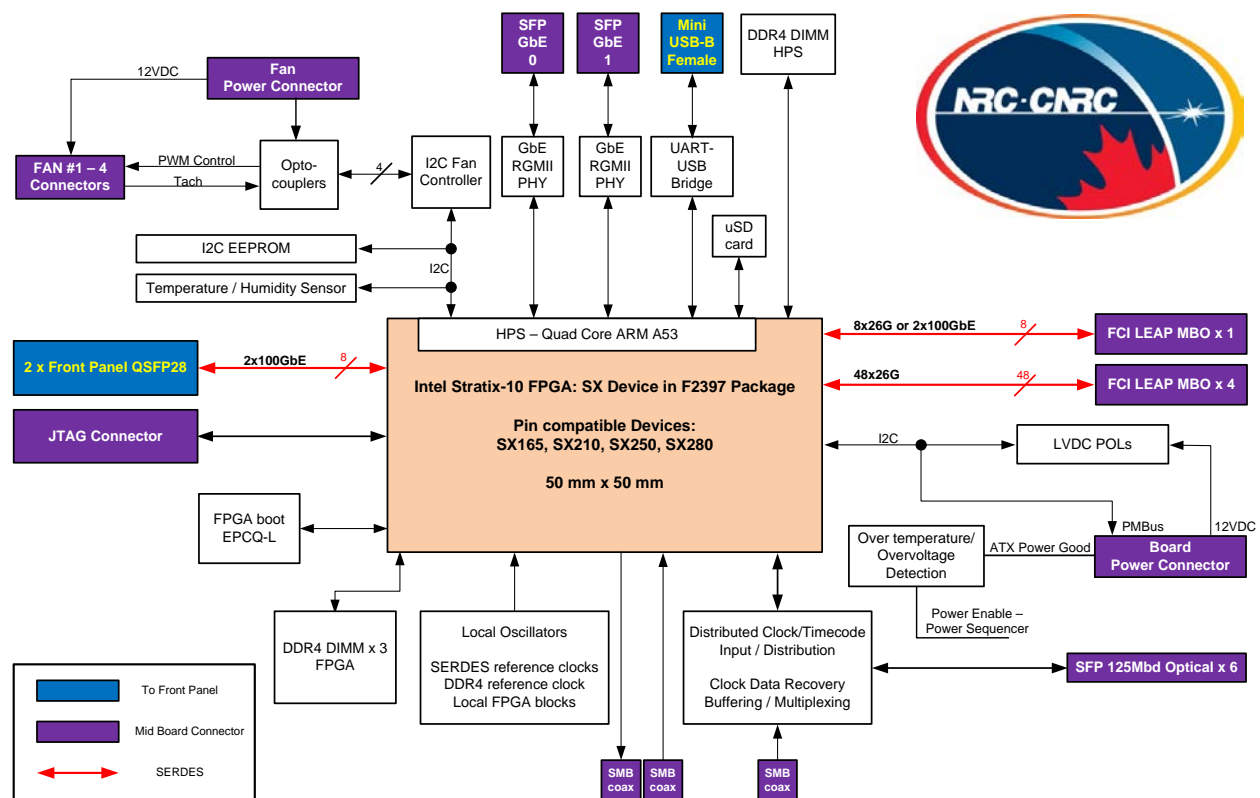 SFP
GbE
0
SFP
GbE
1
Mini
USB-B
Female
DDR4 DIMM
HPS
NRC·CNRC
12VDC
Fan
Power Connector
FAN #1 – 4
Connectors
PWM Control
Tach
Opto-
couplers
4
I2C Fan
Controller
GbE
RGMII
PHY
GbE
RGMII
PHY
UART-
USB
Bridge
uSD
card
I2C EEPROM
I2C
Temperature / Humidity Sensor
HPS – Quad Core ARM A53
2 x Front Panel QSFP28
2x100GbE
8
JTAG Connector
Intel Stratix-10 FPGA: SX Device in F2397 Package
Pin compatible Devices:
SX165, SX210, SX250, SX280
50 mm x 50 mm
8x26G or 2x100GbE
8
FCI LEAP MBO x 1
48x26G
48
FCI LEAP MBO x 4
I2C
LVDC POLs
PMBus
12VDC
FPGA boot
EPCQ-L
Over temperature/
Overvoltage
Detection
ATX Power Good
Board
Power Connector
Power Enable –
Power Sequencer
DDR4 DIMM x 3
FPGA
Local Oscillators
SERDES reference clocks
DDR4 reference clock
Local FPGA blocks
Distributed Clock/Timecode
Input / Distribution
Clock Data Recovery
Buffering / Multiplexing
SFP 125Mbd Optical x 6
To Front Panel
Mid Board Connector
SERDES
SMB
coax
SMB
coax
SMB
coax